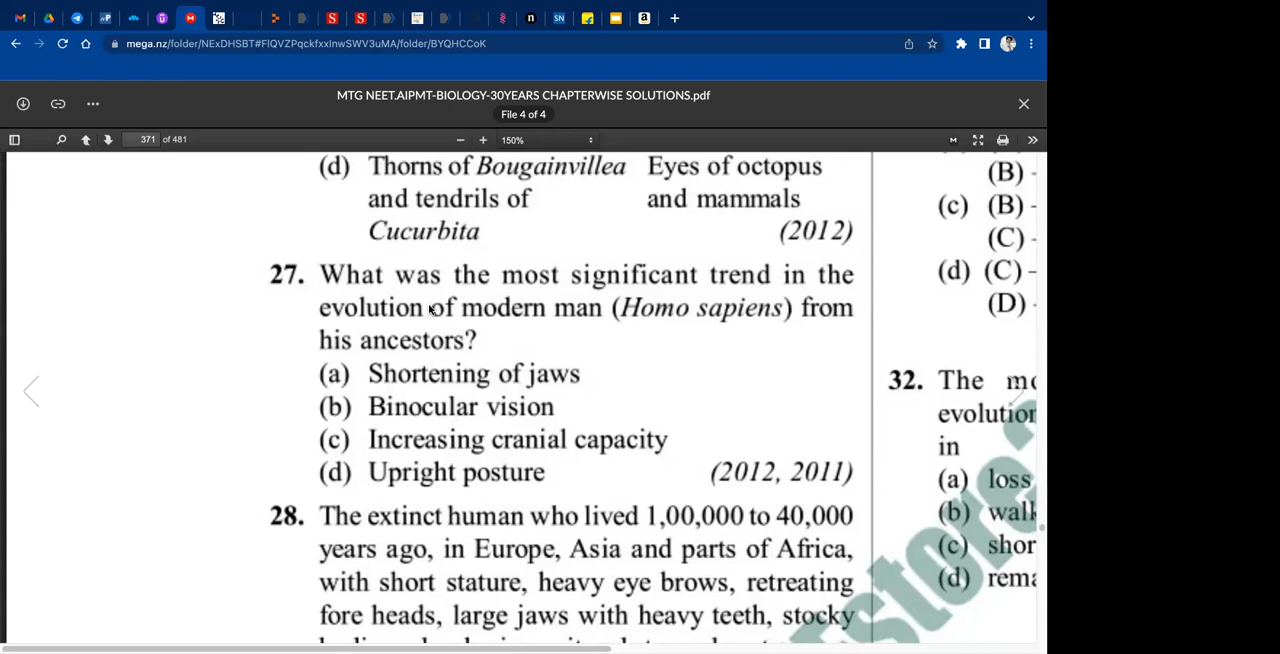 mega.nz/folder/NExDHSBT#FlQVZPqckfxxlnwSWV3uMA/folder/BYQHCCoK
MTG NEET.AIPMT-BIOLOGY-30YEARS CHAPTERWISE SOLUTIONS.pdf
File 4 of 4
371 of 481
150%
(d) Thorns of Bougainvillea Eyes of octopus
and tendrils of and mammals
Cucurbita (2012)
27. What was the most significant trend in the
evolution of modern man (Homo sapiens) from
his ancestors?
(a) Shortening of jaws
(b) Binocular vision
(c) Increasing cranial capacity
(d) Upright posture (2012, 2011)
28. The extinct human who lived 1,00,000 to 40,000
years ago, in Europe, Asia and parts of Africa,
with short stature, heavy eye brows, retreating
fore heads, large jaws with heavy teeth, stocky
(B) -
(c) (B) -
(C) -
(d) (C) -
(D) -
32. The
in
(a) loss
(b)
(c)
(d)